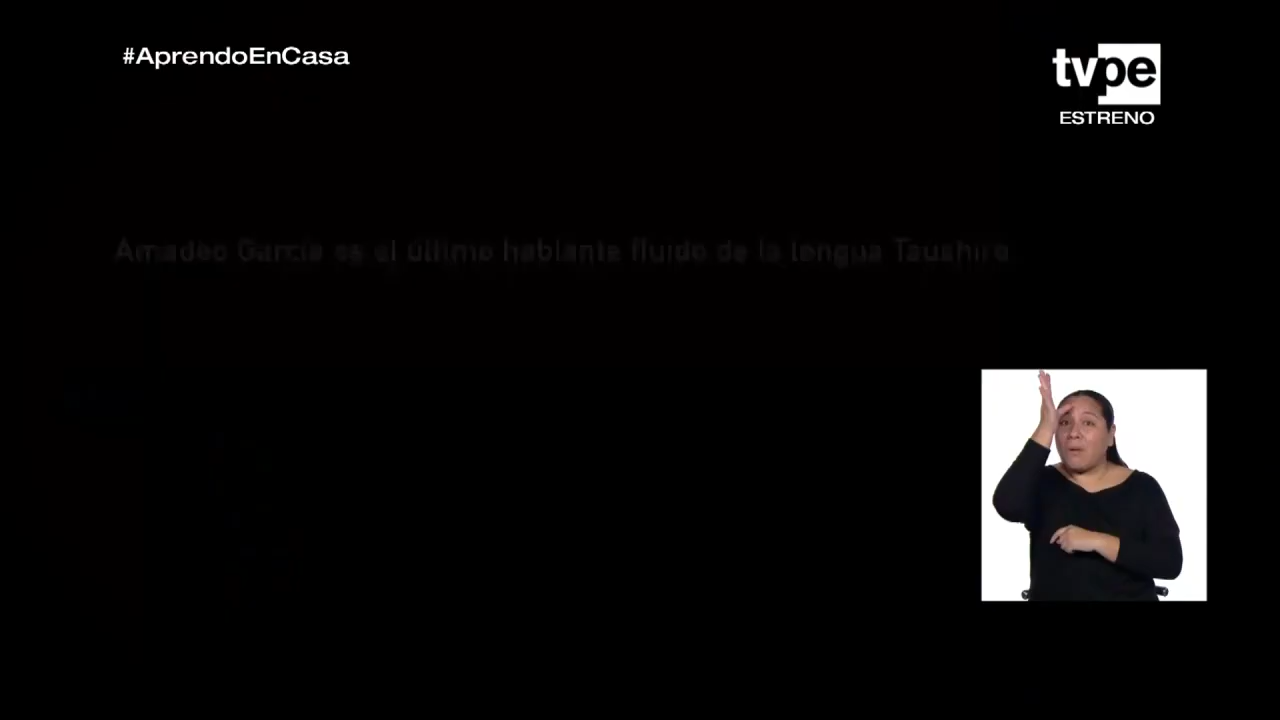 #AprendoEnCasa
tvpe
ESTRENO
Amadeo García es el último hablante fluido de la lengua Taushiro